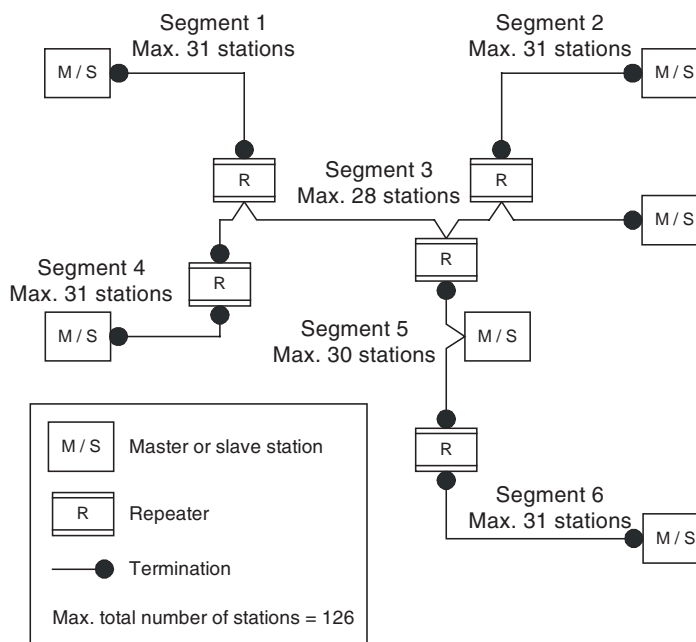 Segment 1
Max. 31 stations
Segment 2
Max. 31 stations
M / S
M / S
R
Segment 3
Max. 28 stations
R
M / S
Segment 4
Max. 31 stations
R
R
M / S
Segment 5
Max. 30 stations
M / S
M / S
Master or slave station
R
R
Repeater
Segment 6
Max. 31 stations
M / S
Termination
Max. total number of stations = 126